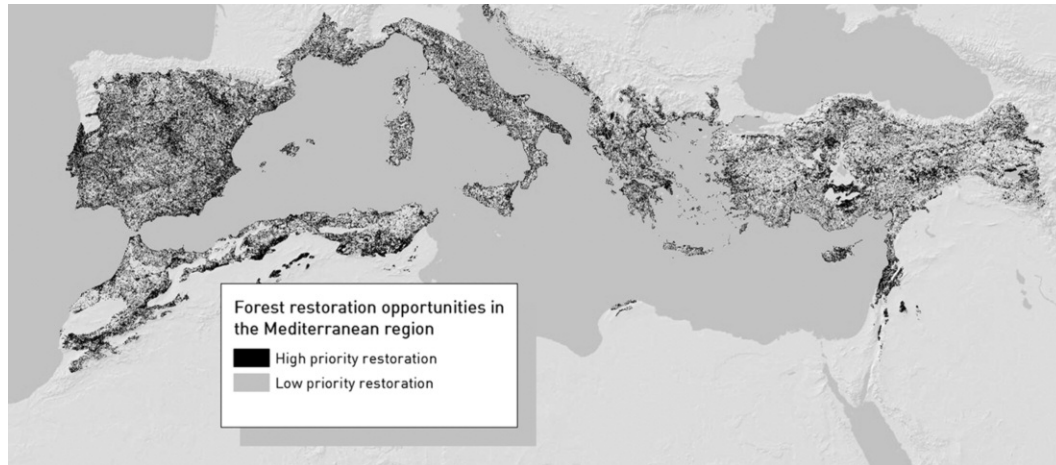 Forest restoration opportunities in
the Mediterranean region
High priority restoration
Low priority restoration